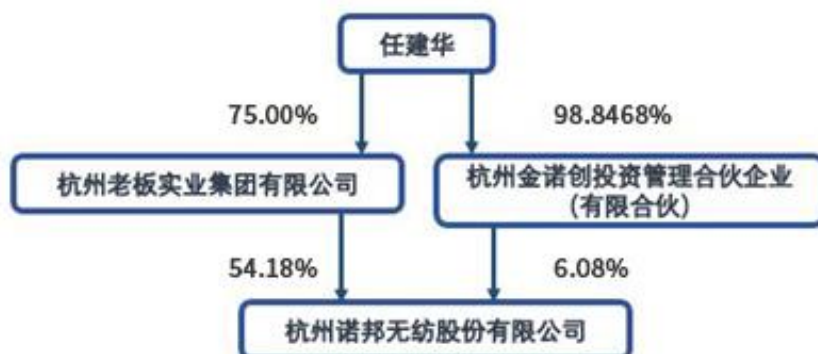 任建华
75.00%
98.8468%
杭州老板实业集团有限公司
杭州金诺创投资管理合伙企业
(有限合伙)
54.18%
6.08%
杭州诺邦无纺股份有限公司